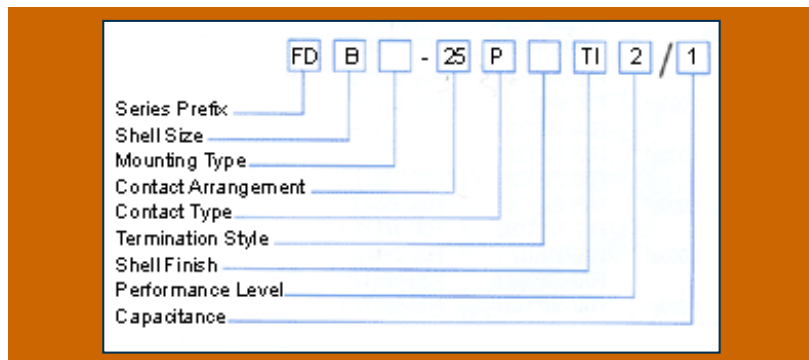 FD B - 25 P TI 2 / 1
Series Prefix
Shell Size
Mounting Type
Contact Arrangement
Contact Type
Termination Style
Shell Finish
Performance Level
Capacitance